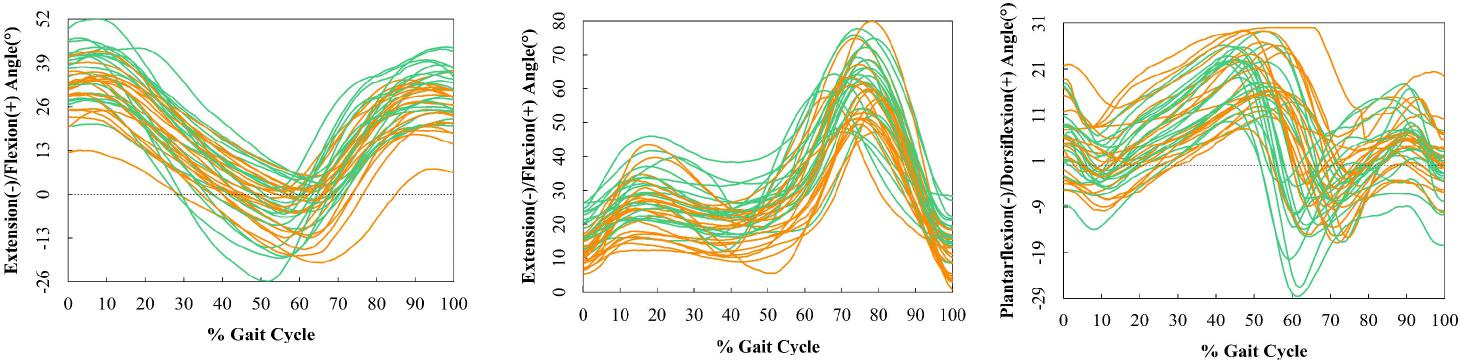 Extension(-)/Flexion(+) Angle(°)
52
39
26
13
0
-13
-26
0 10 20 30 40 50 60 70 80 90 100
% Gait Cycle
Extension(-)/Flexion(+) Angle(°)
80
70
60
50
40
30
20
10
0
0 10 20 30 40 50 60 70 80 90 100
% Gait Cycle
Plantarflexion(-)/Dorsiflexion(+) Angle(°)
31
21
11
1
-9
-19
-29
0 10 20 30 40 50 60 70 80 90 100
% Gait Cycle